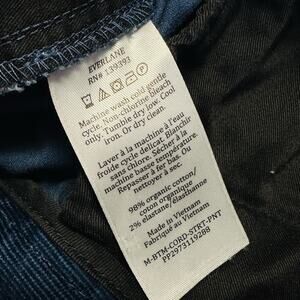 EVERLANE
RN# 139393
Machine wash cold gentle
cycle. Non-chlorine bleach
only. Tumble dry low. Cool
iron. Or dry clean.
Laver à la machine à l'eau
froide cycle delicat. Blanchir
sans chlore. Sécher à la
machine basse température.
Repasser à fer bas. Ou
nettoyer à sec.
98% organic cotton/
coton organique
2% elastane/élasthanne
Made in Vietnam
Fabriqué au Vietnam
M-BTM-CORD-STRT-PNT
PP29731192BB